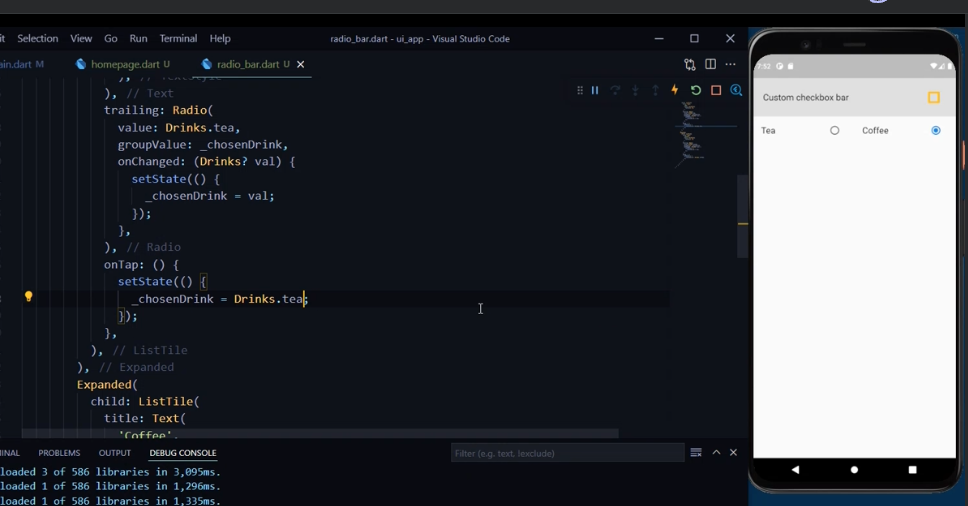 Selection View Go Run Terminal Help radio_bar.dart - ui_app - Visual Studio Code
ain.dart M homepage.dart U radio_bar.dart U
), // TextStyle
), // Text
trailing: Radio(
value: Drinks.tea,
groupValue: _chosenDrink,
onChanged: (Drinks? val) {
setState(() {
_chosenDrink = val;
});
},
), // Radio
onTap: () {
setState(() {
_chosenDrink = Drinks.tea;
});
},
), // ListTile
), // Expanded
Expanded(
child: ListTile(
title: Text(
'Coffee',
INAL PROBLEMS OUTPUT DEBUG CONSOLE Filter (e.g. text, !exclude)
loaded 3 of 586 libraries in 3,095ms.
loaded 1 of 586 libraries in 1,296ms.
loaded 1 of 586 libraries in 1,335ms.
7:52
Custom checkbox bar
Tea Coffee